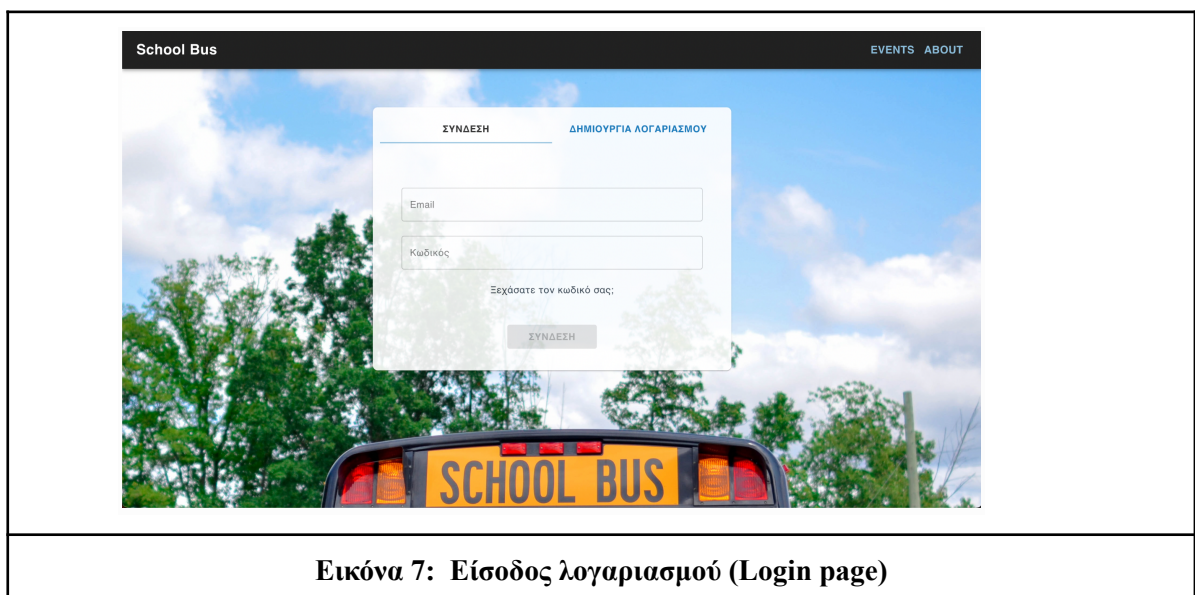 School Bus
EVENTS ABOUT
ΣΥΝΔΕΣΗ ΔΗΜΙΟΥΡΓΙΑ ΛΟΓΑΡΙΑΣΜΟΥ
Email
Κωδικός
Ξεχάσατε τον κωδικό σας;
ΣΥΝΔΕΣΗ
SCHOOL BUS
Εικόνα 7: Είσοδος λογαριασμού (Login page)